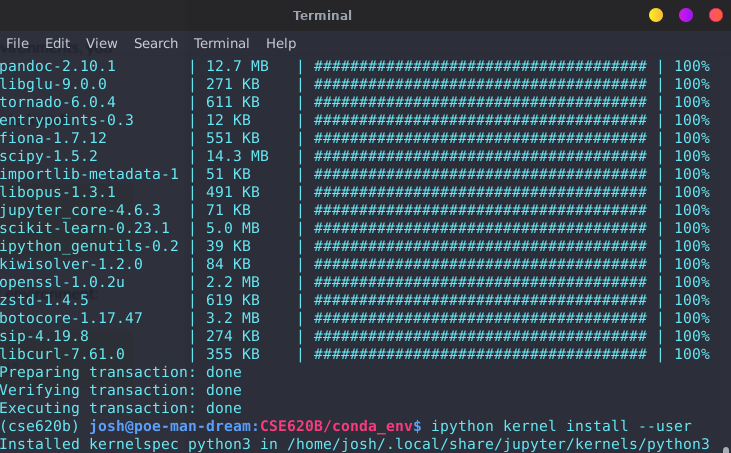 Terminal
File Edit View Search Terminal Help
pandoc-2.10.1 | 12.7 MB | ##################################### | 100%
libglu-9.0.0 | 271 KB | ##################################### | 100%
tornado-6.0.4 | 611 KB | ##################################### | 100%
entrypoints-0.3 | 12 KB | ##################################### | 100%
fiona-1.7.12 | 551 KB | ##################################### | 100%
scipy-1.5.2 | 14.3 MB | ##################################### | 100%
importlib-metadata-1 | 51 KB | ##################################### | 100%
libopus-1.3.1 | 491 KB | ##################################### | 100%
jupyter_core-4.6.3 | 71 KB | ##################################### | 100%
scikit-learn-0.23.1 | 5.0 MB | ##################################### | 100%
ipython_genutils-0.2 | 39 KB | ##################################### | 100%
kiwisolver-1.2.0 | 84 KB | ##################################### | 100%
openssl-1.0.2u | 2.2 MB | ##################################### | 100%
zstd-1.4.5 | 619 KB | ##################################### | 100%
botocore-1.17.47 | 3.2 MB | ##################################### | 100%
sip-4.19.8 | 274 KB | ##################################### | 100%
libcurl-7.61.0 | 355 KB | ##################################### | 100%
Preparing transaction: done
Verifying transaction: done
Executing transaction: done
(cse620b) josh@poe-man-dream:CSE620B/conda_env$ ipython kernel install --user
Installed kernelspec python3 in /home/josh/.local/share/jupyter/kernels/python3